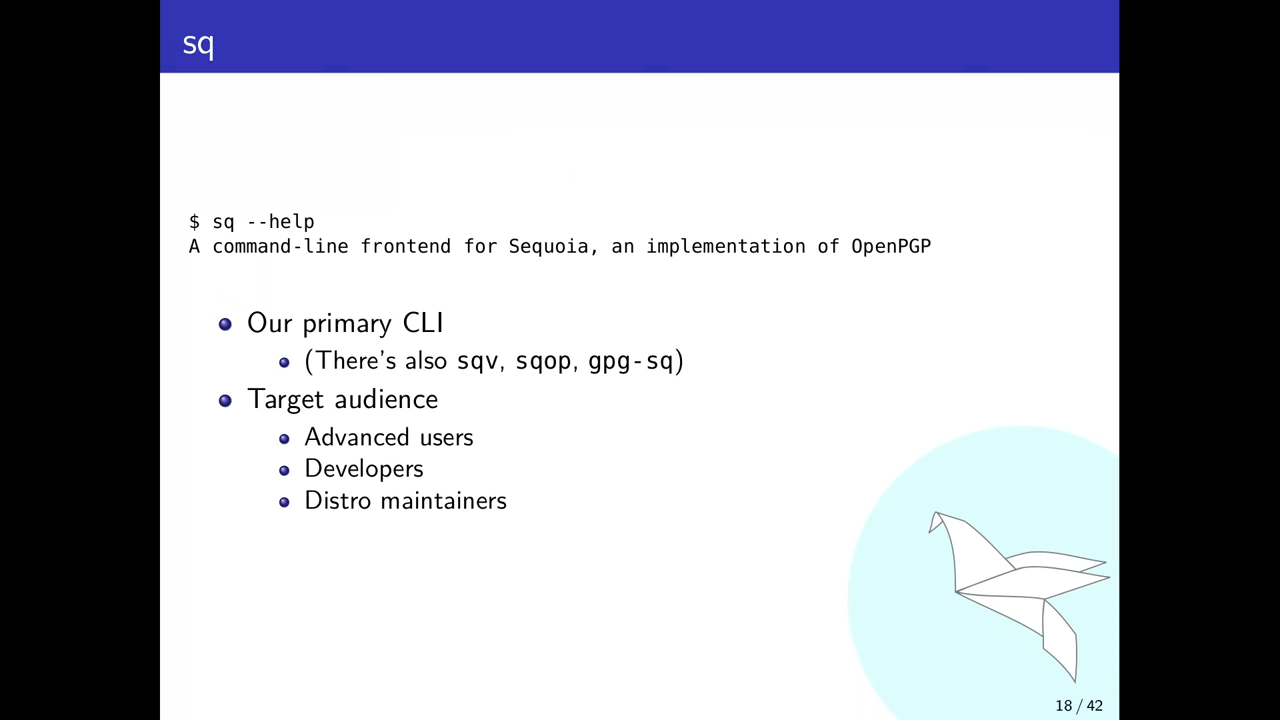 sq
$ sq --help
A command-line frontend for Sequoia, an implementation of OpenPGP
Our primary CLI
(There's also sqv, sqop, gpg-sq)
Target audience
Advanced users
Developers
Distro maintainers
18 / 42